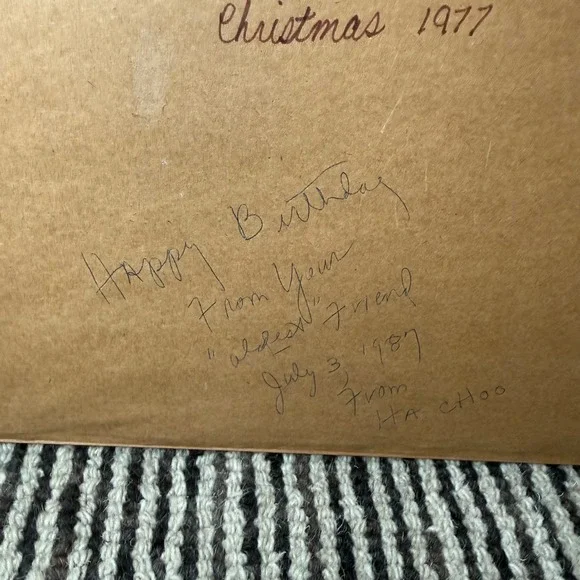 Christmas 1977
Happy Birthday
From Your
"oldest" Friend
July 3, 1987
From
HA CHOO